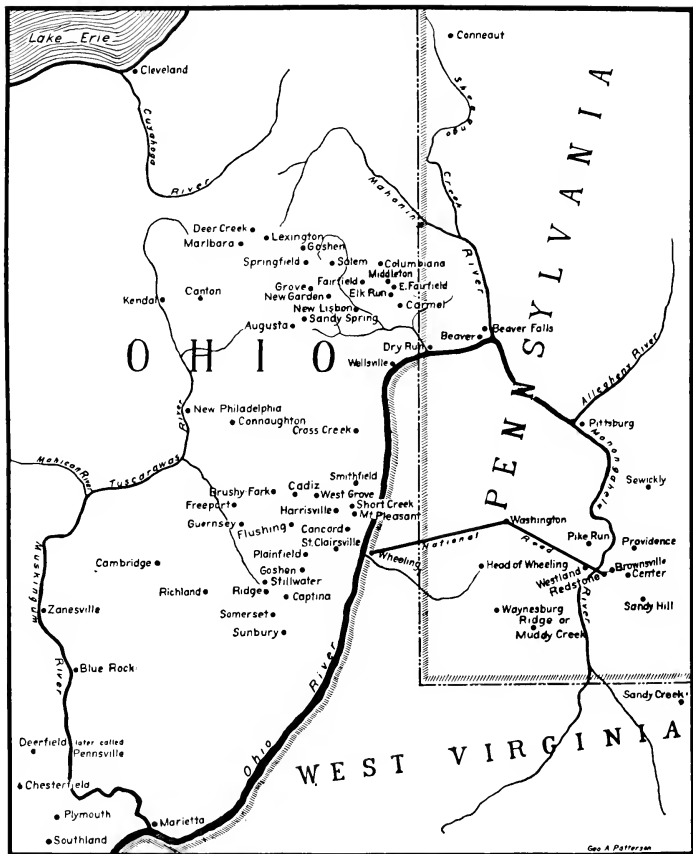 Lake Erie
Conneaut
Cleveland
Cuyahoga
River
Shenango
Creek
PENNSYLVANIA
Mahoning
River
Deer Creek
Lexington
Marlbara
Goshen
Springfield
Salem
Columbiana
Middleton
Fairfield
E. Fairfield
Grove
Elk Run
New Garden
Carmel
Kendal
Canton
New Lisbon
Sandy Spring
Augusta
Beaver Falls
Beaver
Dry Run
Wellsville
OHIO
Allegheny River
Pittsburg
Monongahela
River
New Philadelphia
Connaughton
Cross Creek
River
Tuscarawas
Mohican River
Sewickly
Smithfield
Cadiz
Brushy Fork
West Grove
Freeport
Short Creek
Harrisville
Mt Pleasant
Guernsey
Flushing
Concord
St. Clairsville
Washington
National
Road
Pike Run
Providence
Plainfield
Wheeling
Cambridge
Goshen
Head of Wheeling
Westland
Brownsville
Stillwater
Redstone
Center
Richland
Ridge
Captina
Muskingum
River
Zanesville
Somerset
Waynesburg
Sandy Hill
Ridge or
Muddy Creek
Sunbury
Blue Rock
Sandy Creek
Ohio
River
WEST VIRGINIA
Deerfield later called
Pennsville
Chesterfield
Plymouth
Marietta
Southland
Geo A Patterson